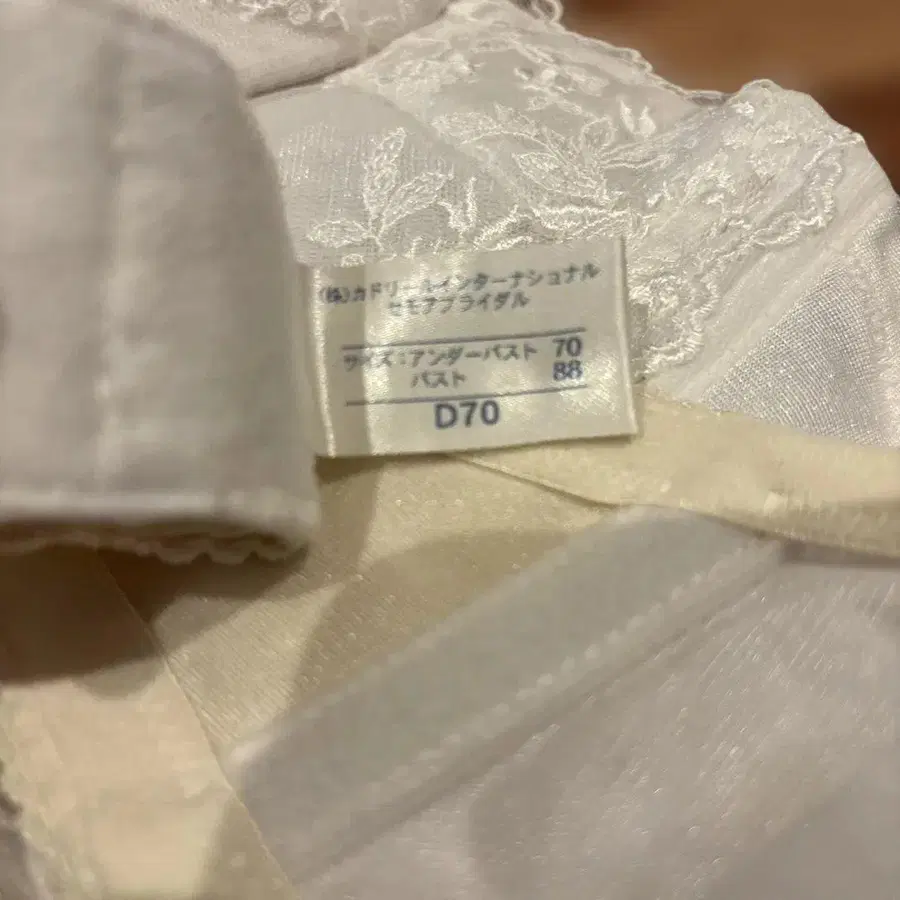 (株)カドリールインターナショナル
セモアブライダル
サイズ：アンダーバスト 70
バスト 88
D70